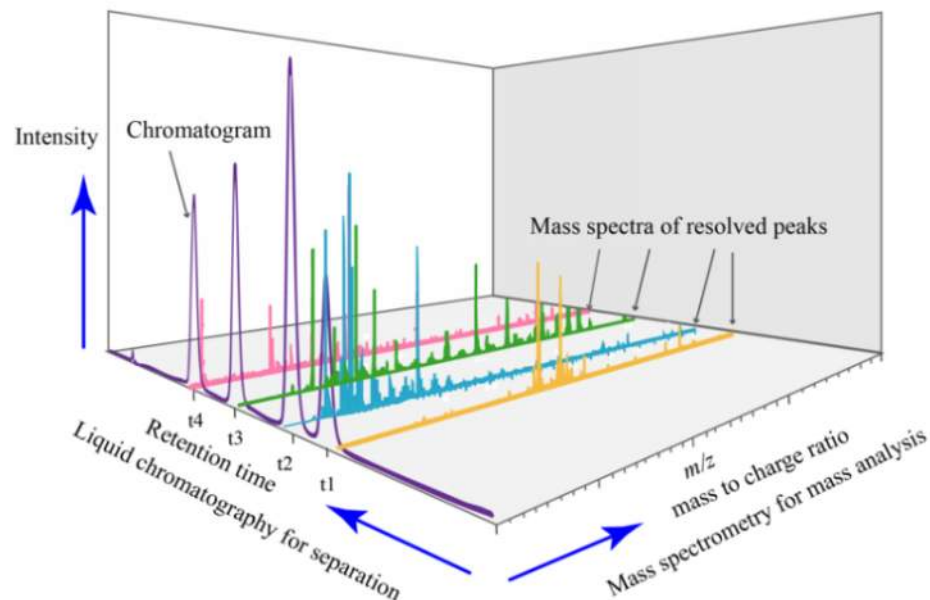 Intensity
Chromatogram
Mass spectra of resolved peaks
t4
t3
t2
t1
Retention time
Liquid chromatography for separation
m/z
mass to charge ratio
Mass spectrometry for mass analysis